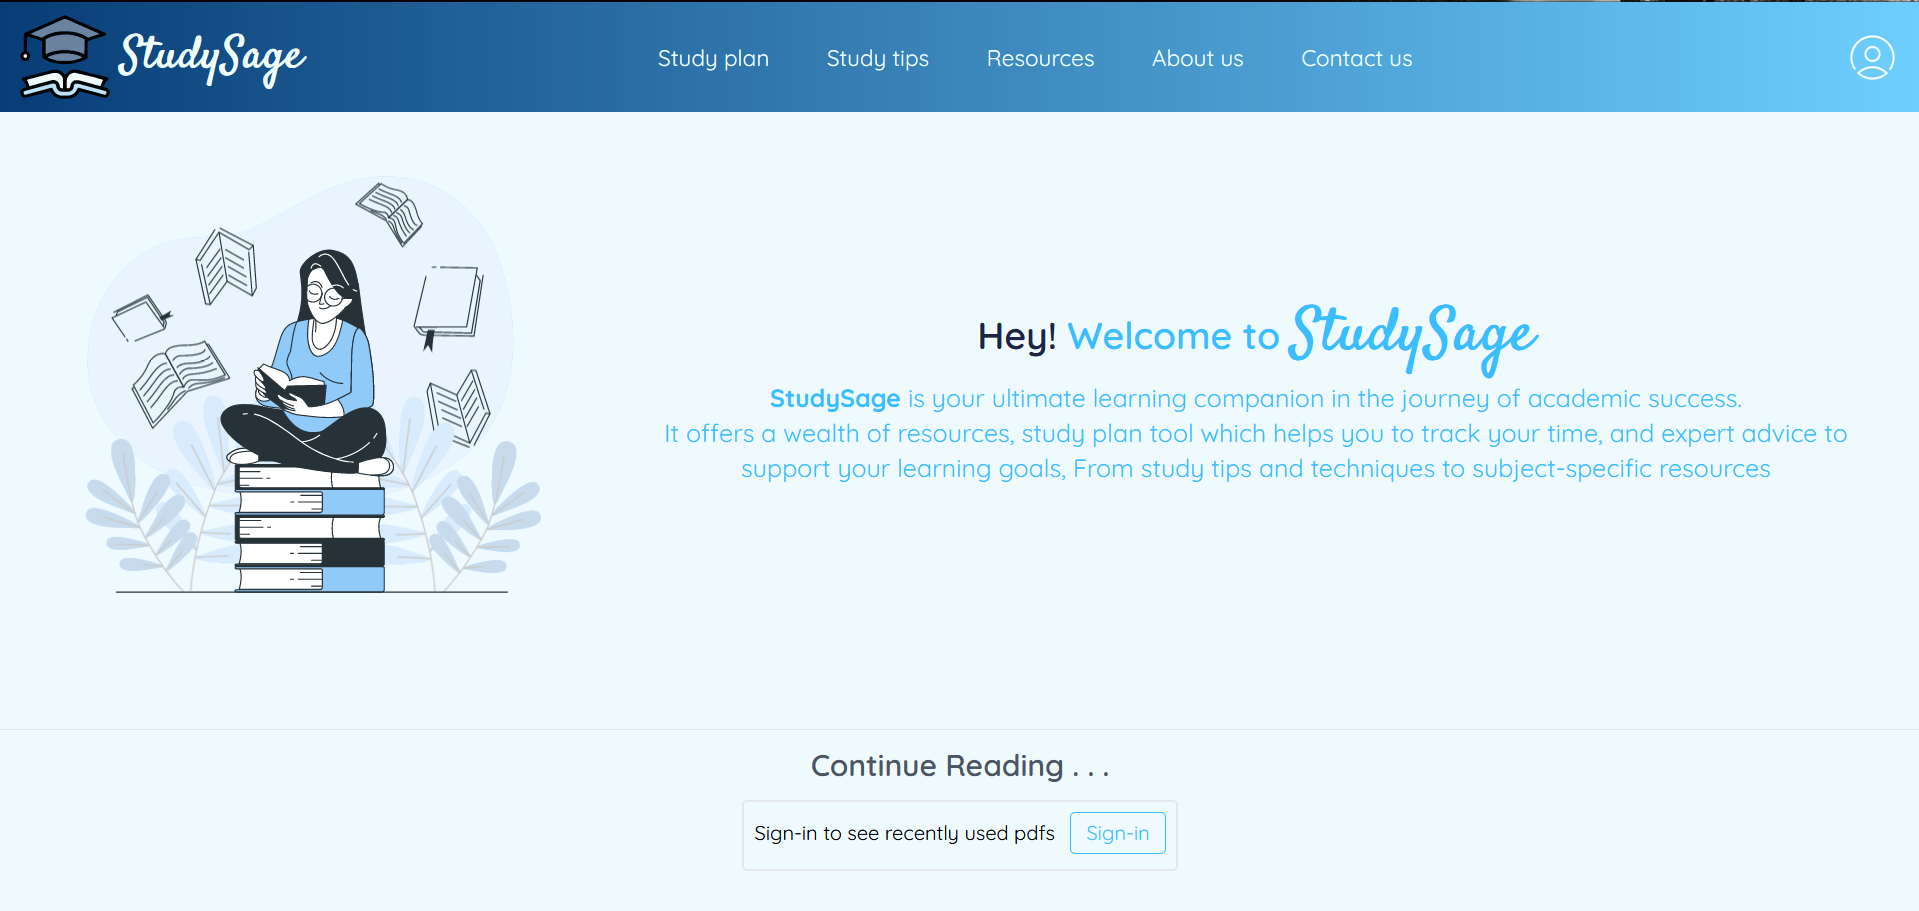 StudySage
Study plan
Study tips
Resources
About us
Contact us
Hey! Welcome to StudySage
StudySage is your ultimate learning companion in the journey of academic success.
It offers a wealth of resources, study plan tool which helps you to track your time, and expert advice to
support your learning goals, From study tips and techniques to subject-specific resources
Continue Reading . . .
Sign-in to see recently used pdfs
Sign-in